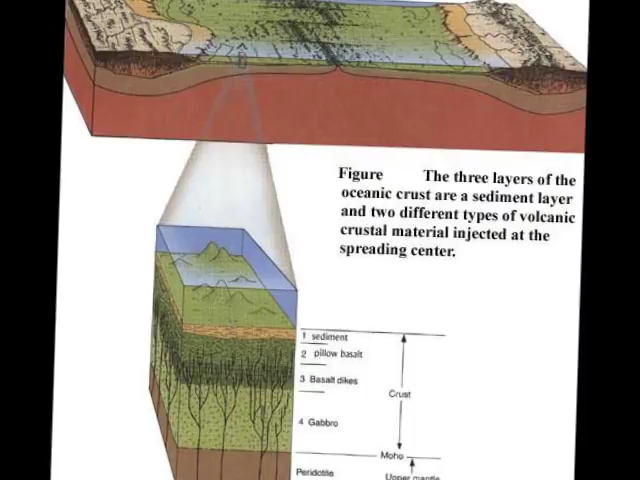 Figure The three layers of the
oceanic crust are a sediment layer
and two different types of volcanic
crustal material injected at the
spreading center.
1 sediment
2 pillow basalt
3 Basalt dikes
Crust
4 Gabbro
Moho
Peridotite
Upper mantle